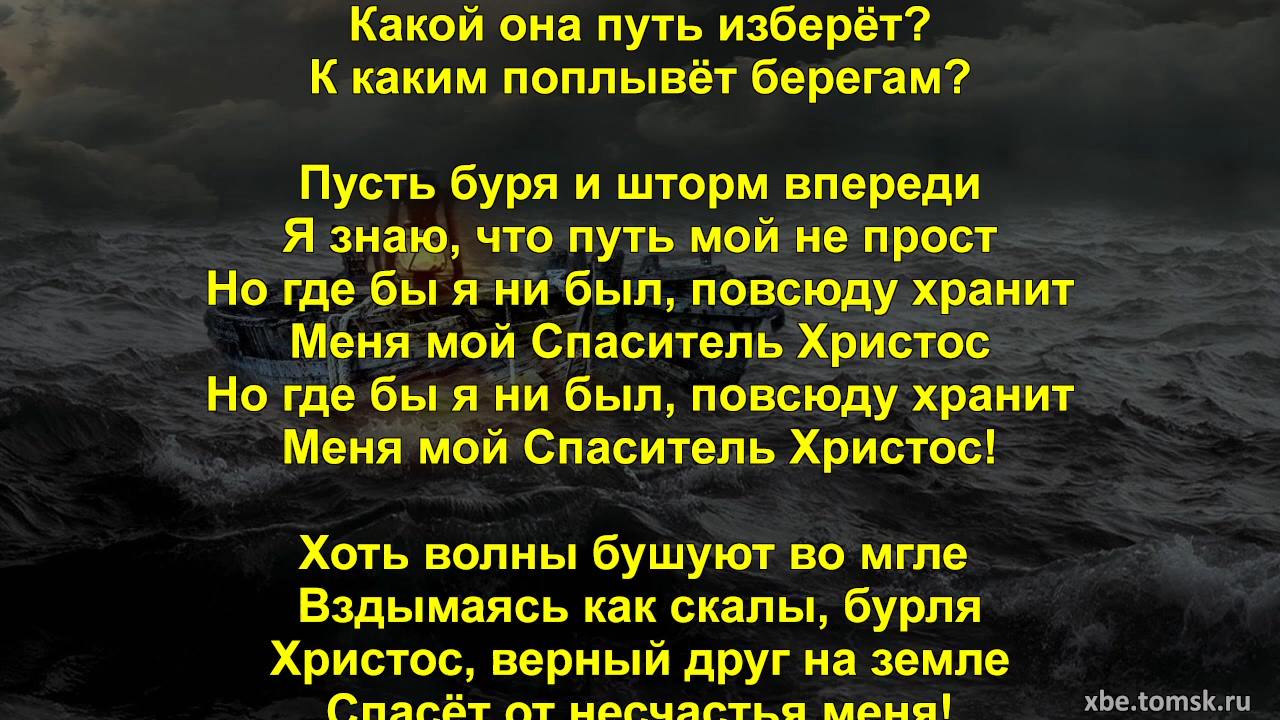 Какой она путь изберёт?
К каким поплывёт берегам?
Пусть буря и шторм впереди
Я знаю, что путь мой не прост
Но где бы я ни был, повсюду хранит
Меня мой Спаситель Христос
Но где бы я ни был, повсюду хранит
Меня мой Спаситель Христос!
Хоть волны бушуют во мгле
Вздымаясь как скалы, бурля
Христос, верный друг на земле
Спасёт от несчастья меня!
xbe.tomsk.ru